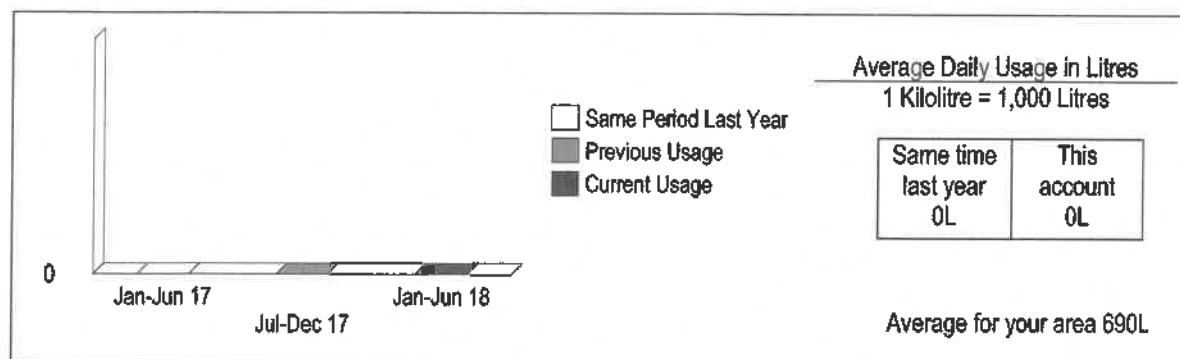 0
Jan-Jun 17
Jul-Dec 17
Jan-Jun 18
Same Period Last Year
Previous Usage
Current Usage
Average Daily Usage in Litres
1 Kilolitre = 1,000 Litres
Same time
last year
0L
This
account
0L
Average for your area 690L